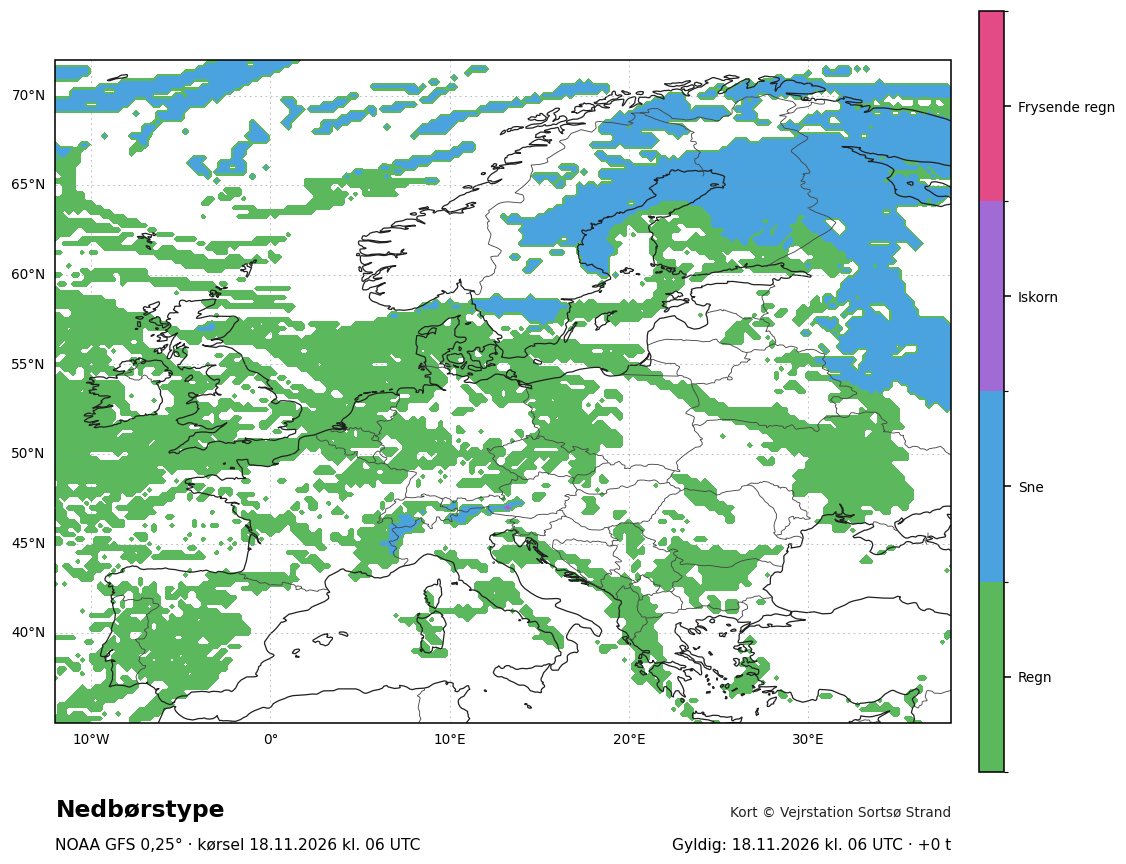 70°N
65°N
60°N
55°N
50°N
45°N
40°N
10°W
0°
10°E
20°E
30°E
Frysende regn
Iskorn
Sne
Regn
Nedbørstype
Kort © Vejrstation Sortsø Strand
NOAA GFS 0,25° · kørsel 18.11.2026 kl. 06 UTC
Gyldig: 18.11.2026 kl. 06 UTC · +0 t